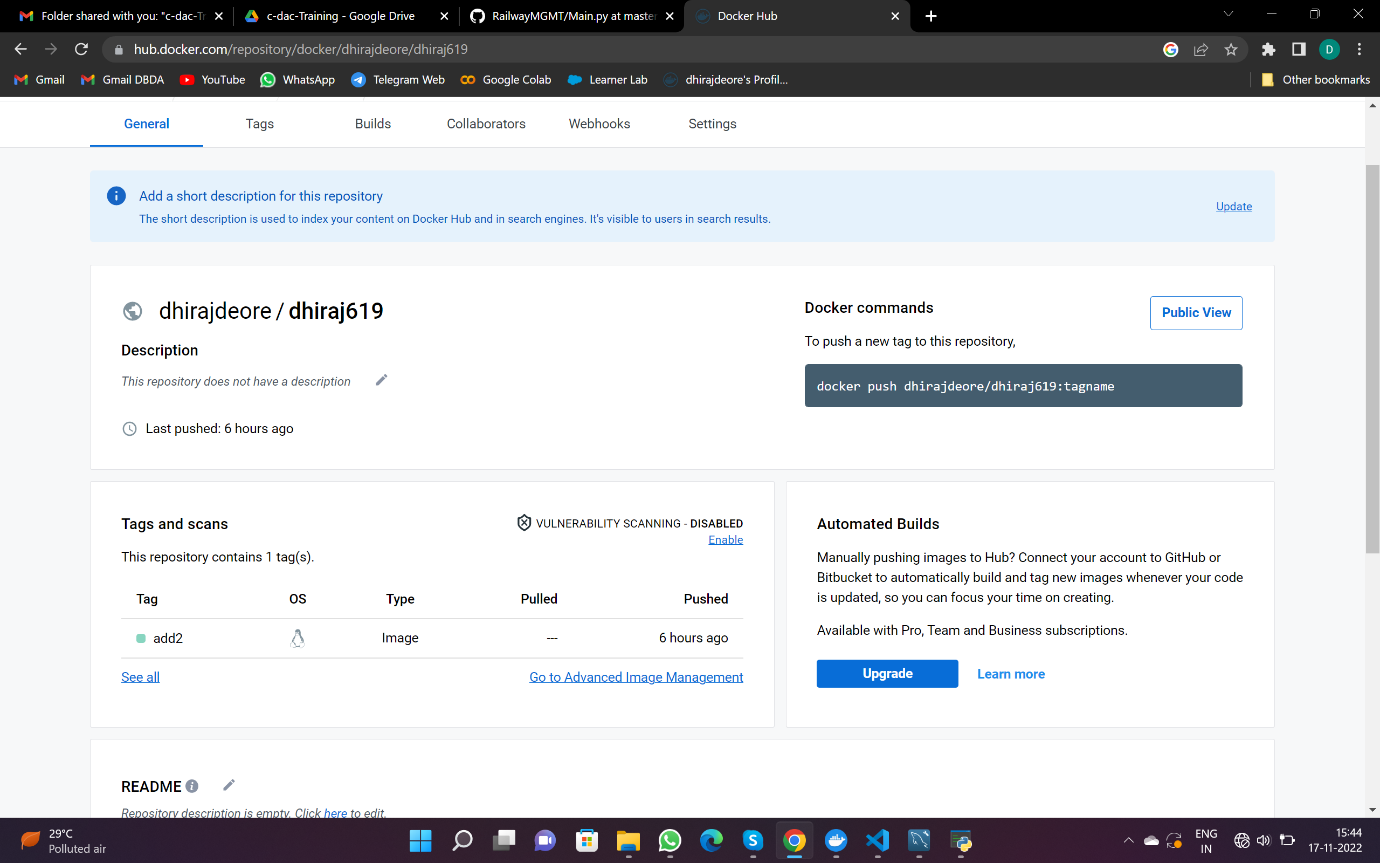 Folder shared with you: "c-dac-Tr
c-dac-Training - Google Drive
RailwayMGMT/Main.py at master
Docker Hub
hub.docker.com/repository/docker/dhirajdeore/dhiraj619
D
Gmail
Gmail DBDA
YouTube
WhatsApp
Telegram Web
Google Colab
Learner Lab
dhirajdeore's Profil...
Other bookmarks
General
Tags
Builds
Collaborators
Webhooks
Settings
Add a short description for this repository
The short description is used to index your content on Docker Hub and in search engines. It's visible to users in search results.
Update
dhirajdeore / dhiraj619
Description
This repository does not have a description
Last pushed: 6 hours ago
Docker commands
Public View
To push a new tag to this repository,
docker push dhirajdeore/dhiraj619:tagname
Tags and scans
VULNERABILITY SCANNING - DISABLED
Enable
This repository contains 1 tag(s).
Tag OS Type Pulled Pushed
add2 Image --- 6 hours ago
See all
Go to Advanced Image Management
Automated Builds
Manually pushing images to Hub? Connect your account to GitHub or
Bitbucket to automatically build and tag new images whenever your code
is updated, so you can focus your time on creating.
Available with Pro, Team and Business subscriptions.
Upgrade
Learn more
README
Repository description is empty. Click here to edit.
29°C
Polluted air
ENG
IN
15:44
17-11-2022